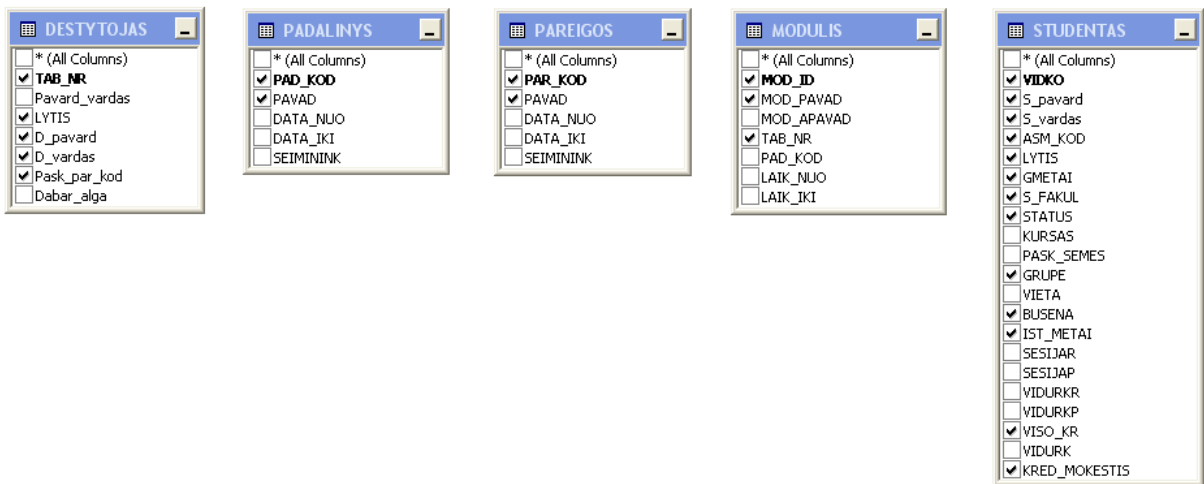 DESTYTOJAS
* (All Columns)
TAB_NR
Pavard_vardas
LYTIS
D_pavard
D_vardas
Pask_par_kod
Dabar_alga
PADALINYS
* (All Columns)
PAD_KOD
PAVAD
DATA_NUO
DATA_IKI
SEIMININK
PAREIGOS
* (All Columns)
PAR_KOD
PAVAD
DATA_NUO
DATA_IKI
SEIMININK
MODULIS
* (All Columns)
MOD_ID
MOD_PAVAD
MOD_APAVAD
TAB_NR
PAD_KOD
LAIK_NUO
LAIK_IKI
STUDENTAS
* (All Columns)
VIDKO
S_pavard
S_vardas
ASM_KOD
LYTIS
GMETAI
S_FAKUL
STATUS
KURSAS
PASK_SEMES
GRUPE
VIETA
BUSENA
IST_METAI
SESIJAR
SESIJAP
VIDURKR
VIDURKP
VISO_KR
VIDURK
KRED_MOKESTIS